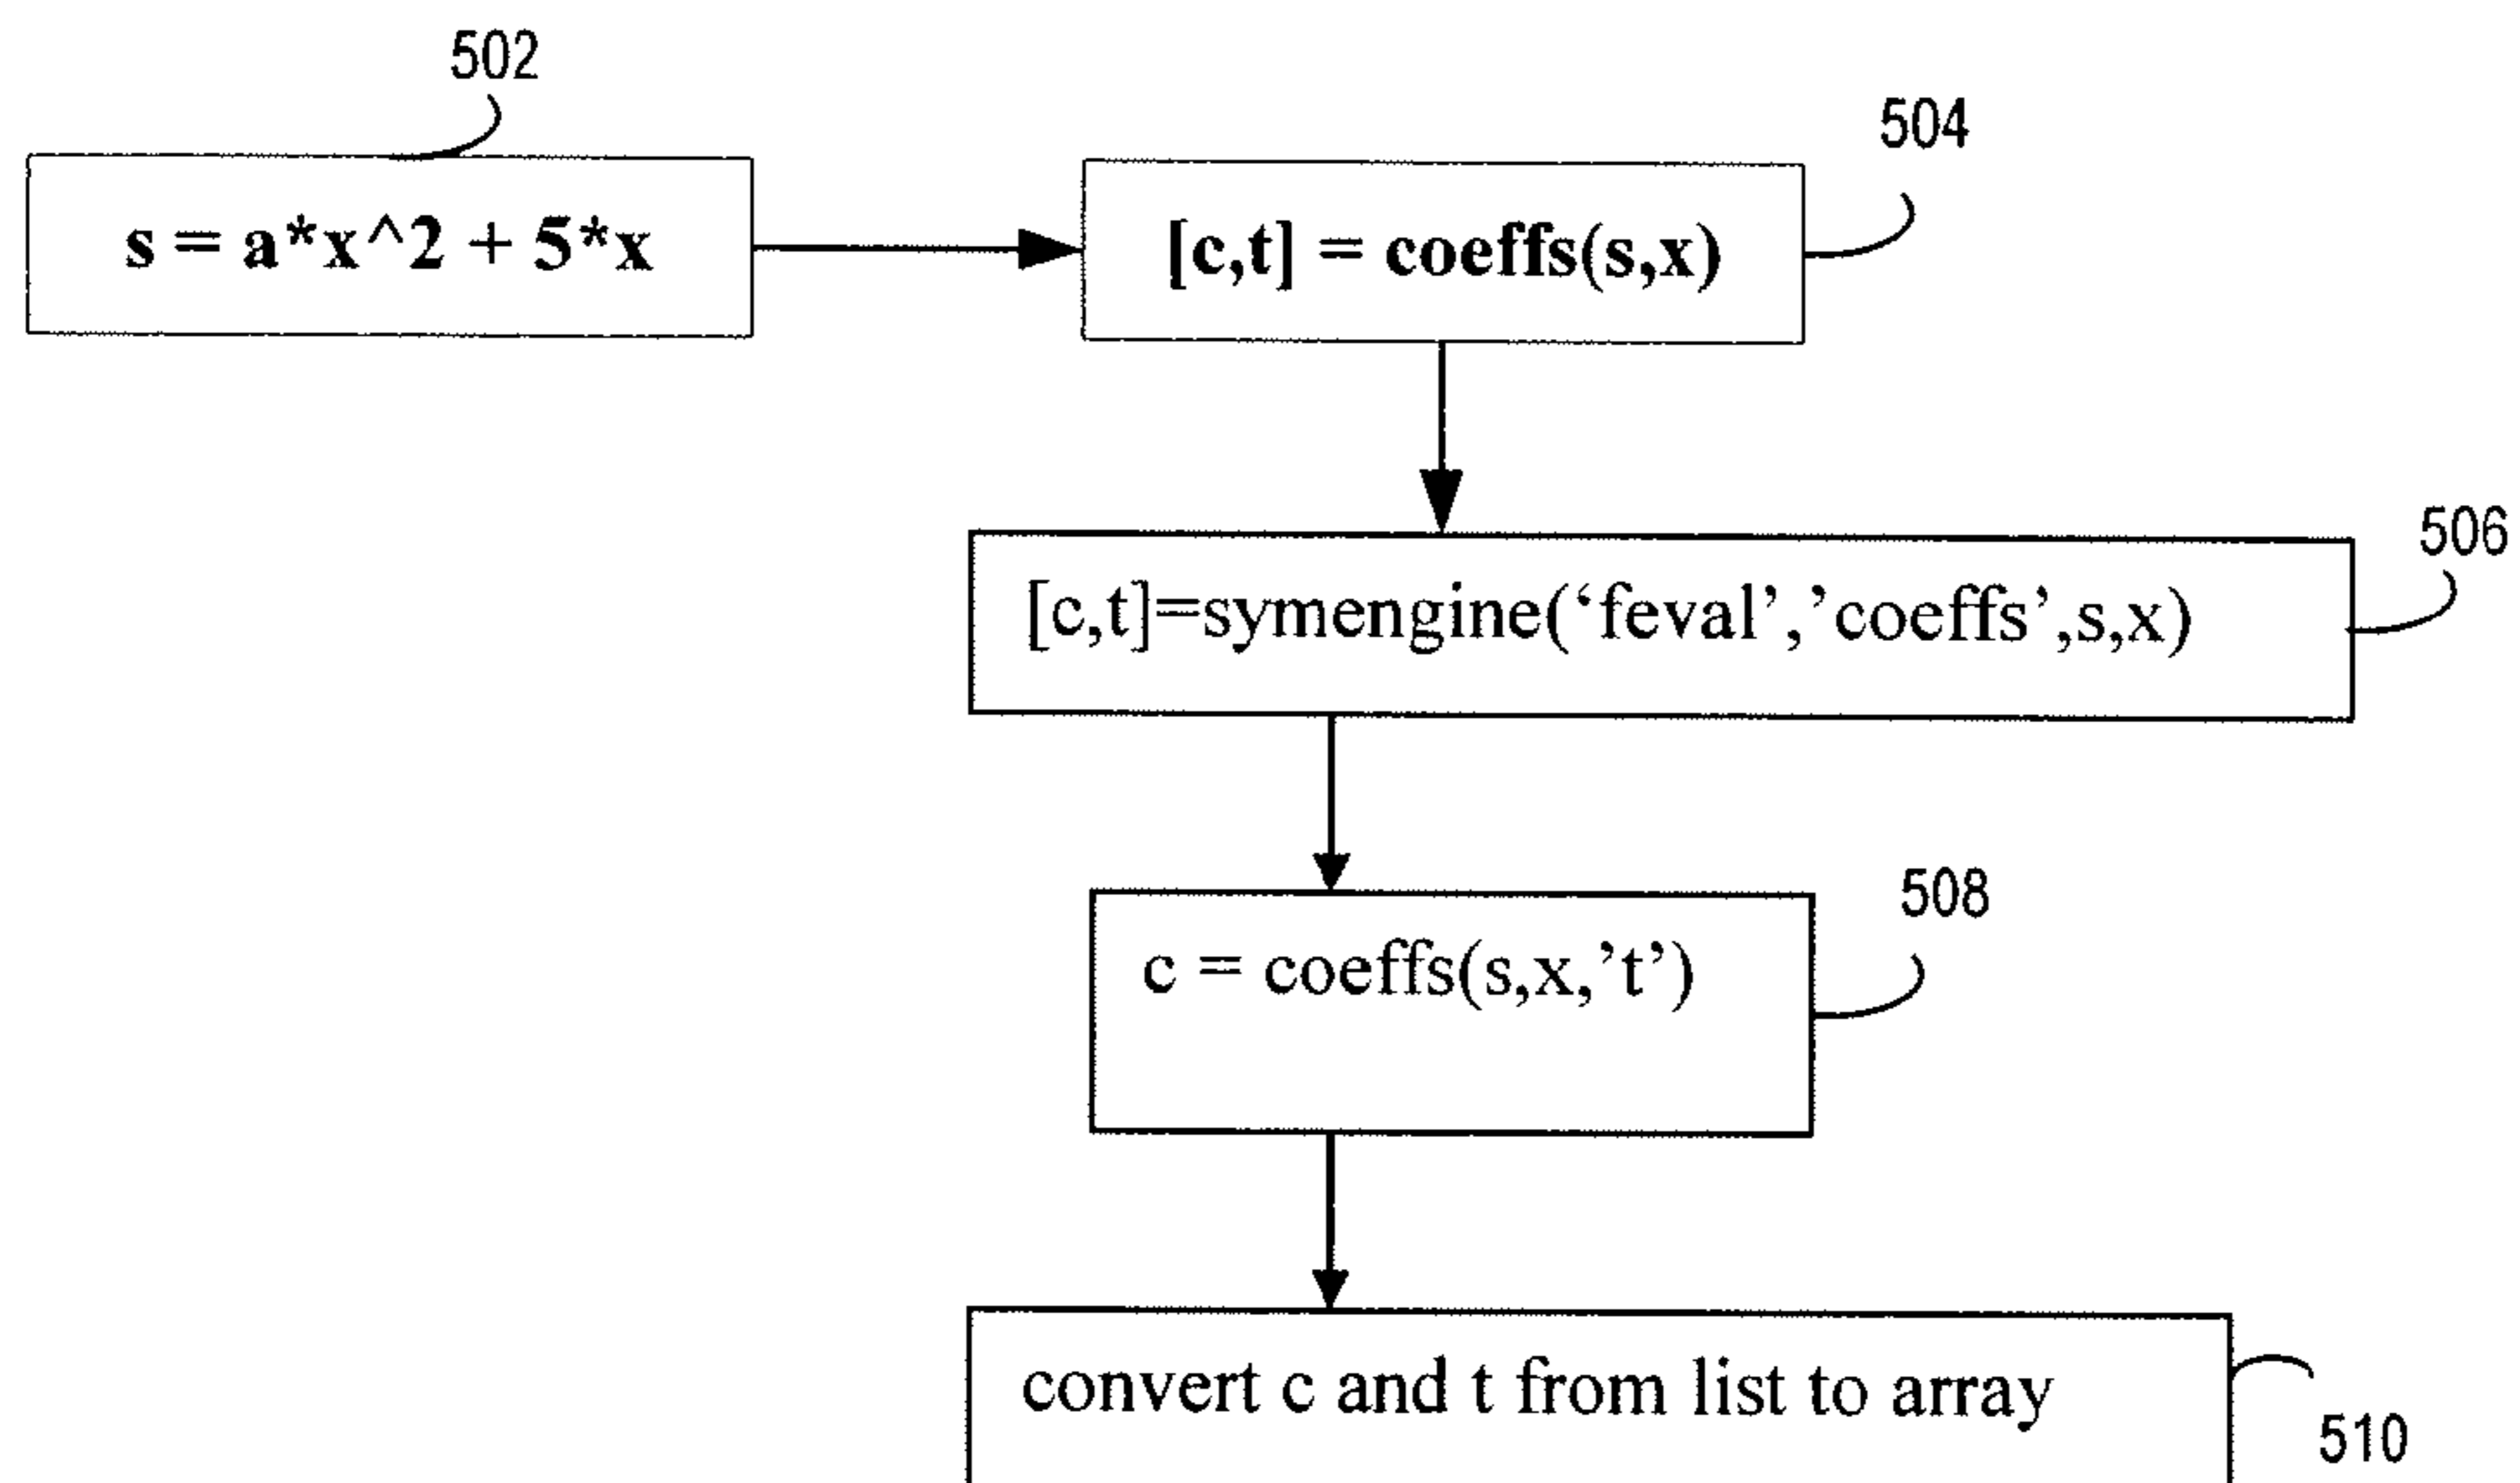 502
s = a*x^2 + 5*x
504
[c,t] = coeffs(s,x)
506
[c,t]=symengine(‘feval’,’coeffs’,s,x)
508
c = coeffs(s,x,’t’)
convert c and t from list to array
510